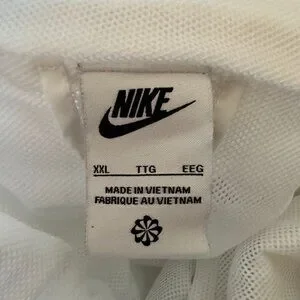 NIKE
XXL TTG EEG
MADE IN VIETNAM
FABRIQUE AU VIETNAM